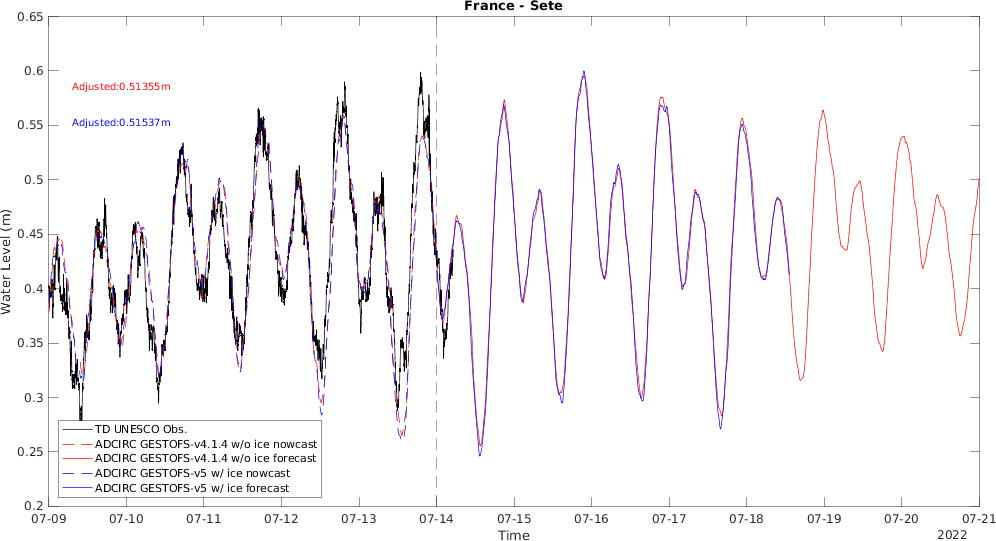 France - Sete
0.65
0.6
0.55
0.5
0.45
0.4
0.35
0.3
0.25
0.2
Water Level (m)
Adjusted:0.51355m
Adjusted:0.51537m
TD UNESCO Obs.
ADCIRC GESTOFS-v4.1.4 w/o ice nowcast
ADCIRC GESTOFS-v4.1.4 w/o ice forecast
ADCIRC GESTOFS-v5 w/ ice nowcast
ADCIRC GESTOFS-v5 w/ ice forecast
07-09 07-10 07-11 07-12 07-13 07-14 07-15 07-16 07-17 07-18 07-19 07-20 07-21
Time
2022